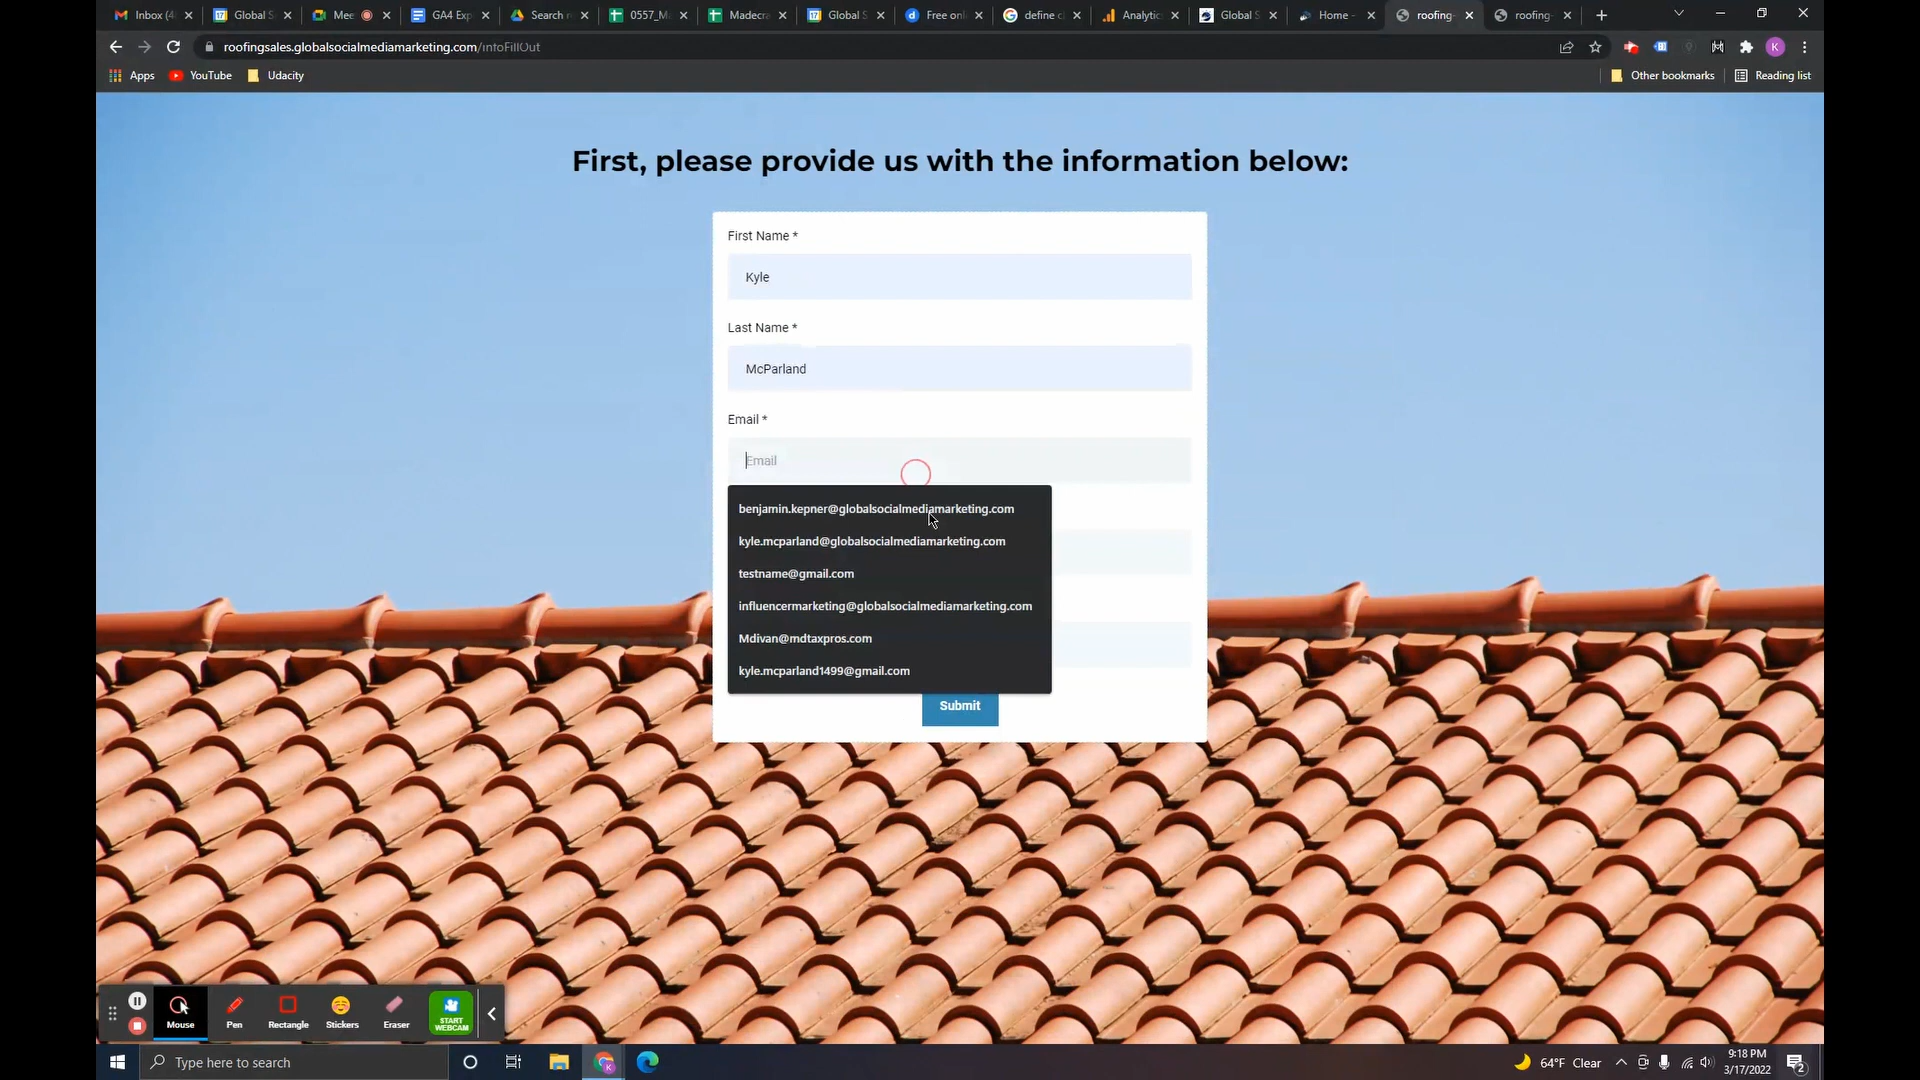 Inbox (4
Global S
Mee
GA4 Exp
Search r
0557_M
Madecra
Global S
Free onl
define c
Analytic
Global S
Home -
roofing-
roofing-
roofingsales.globalsocialmediamarketing.com/infoFillOut
K
Apps
YouTube
Udacity
Other bookmarks
Reading list
First, please provide us with the information below:
First Name *
Kyle
Last Name *
McParland
Email *
Email
benjamin.kepner@globalsocialmediamarketing.com
kyle.mcparland@globalsocialmediamarketing.com
testname@gmail.com
influencermarketing@globalsocialmediamarketing.com
Mdivan@mdtaxpros.com
kyle.mcparland1499@gmail.com
Submit
Mouse
Pen
Rectangle
Stickers
Eraser
START
WEBCAM
Type here to search
64°F Clear
9:18 PM
3/17/2022
2